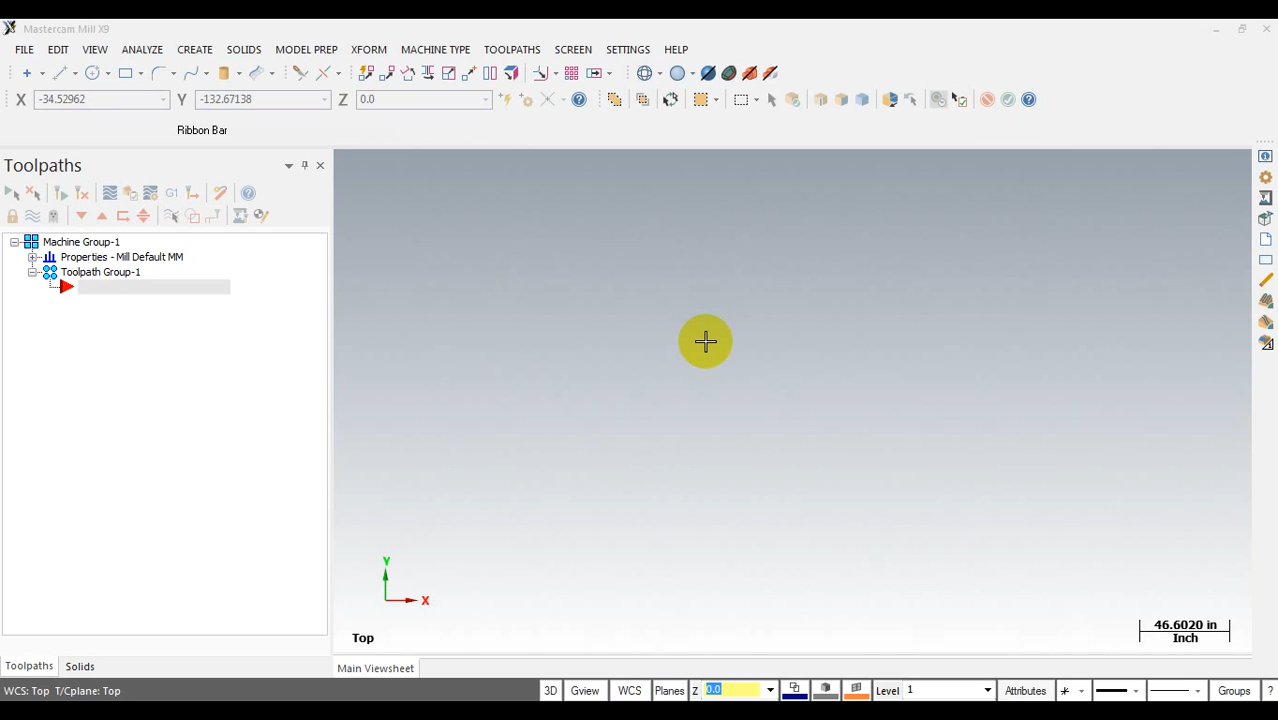 Mastercam Mill X9
FILE EDIT VIEW ANALYZE CREATE SOLIDS MODEL PREP XFORM MACHINE TYPE TOOLPATHS SCREEN SETTINGS HELP
X -34.52962 Y -132.67138 Z 0.0
Ribbon Bar
Toolpaths
G1
Machine Group-1
Properties - Mill Default MM
Toolpath Group-1
Y
X
Top
46.6020 in
Inch
Toolpaths Solids
Main Viewsheet
WCS: Top T/Cplane: Top 3D Gview WCS Planes Z 0.0 Level 1 Attributes Groups ?